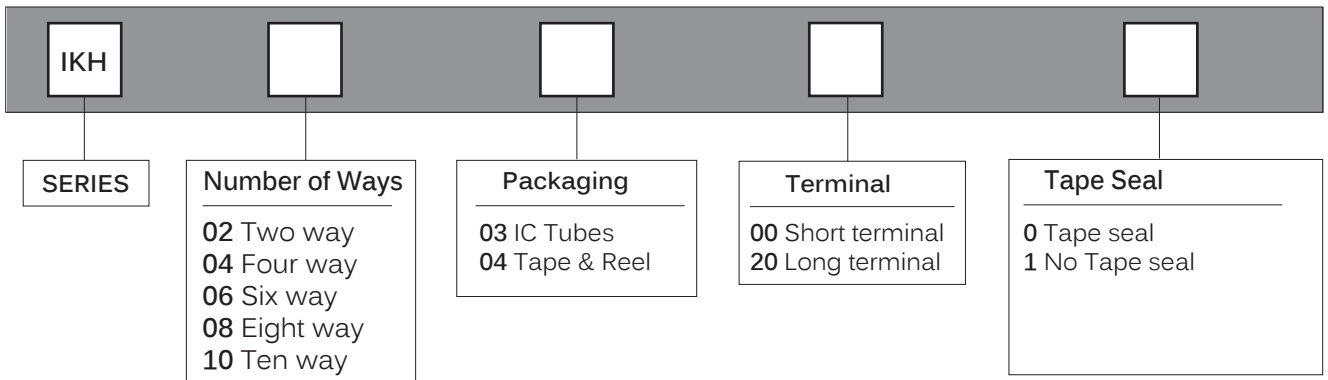 IKH
SERIES
Number of Ways
02 Two way
04 Four way
06 Six way
08 Eight way
10 Ten way
Packaging
03 IC Tubes
04 Tape & Reel
Terminal
00 Short terminal
20 Long terminal
Tape Seal
0 Tape seal
1 No Tape seal